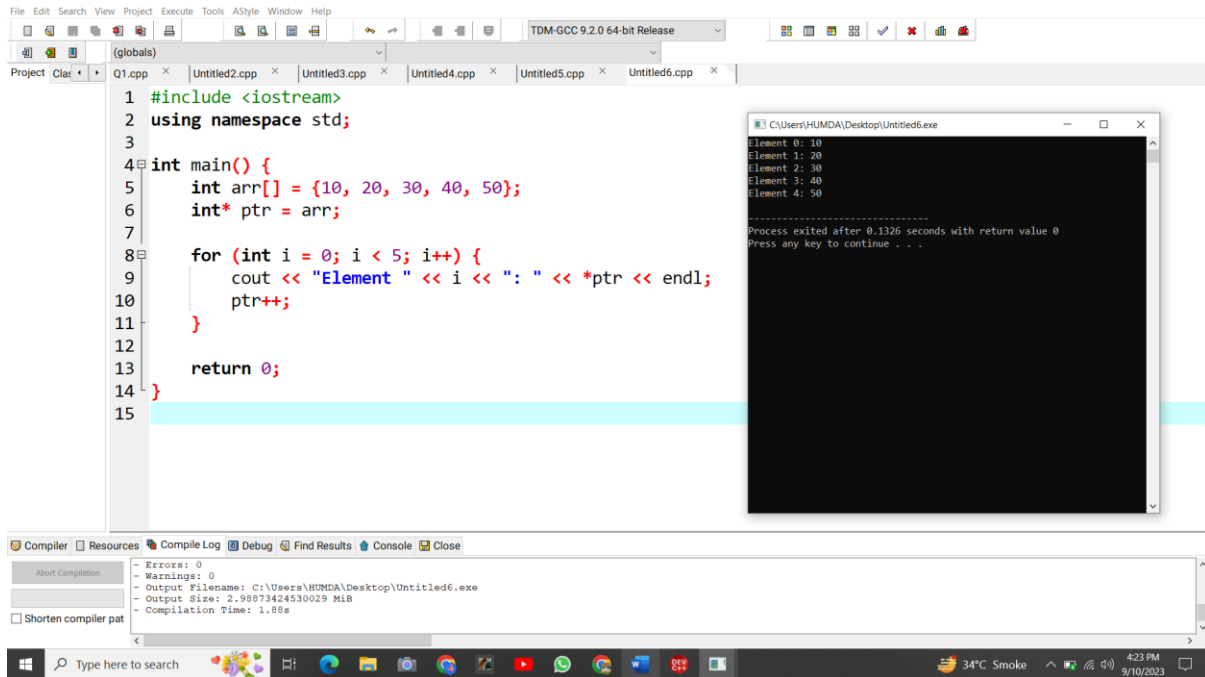 File Edit Search View Project Execute Tools AStyle Window Help
TDM-GCC 9.2.0 64-bit Release
(globals)
Project Clas Q1.cpp Untitled2.cpp Untitled3.cpp Untitled4.cpp Untitled5.cpp Untitled6.cpp
1 #include <iostream>
2 using namespace std;
3
4 int main() {
5 int arr[] = {10, 20, 30, 40, 50};
6 int* ptr = arr;
7
8 for (int i = 0; i < 5; i++) {
9 cout << "Element " << i << ": " << *ptr << endl;
10 ptr++;
11 }
12
13 return 0;
14 }
15
C:\Users\HUMDA\Desktop\Untitled6.exe
Element 0: 10
Element 1: 20
Element 2: 30
Element 3: 40
Element 4: 50
--------------------------------
Process exited after 0.1326 seconds with return value 0
Press any key to continue . . .
Compiler Resources Compile Log Debug Find Results Console Close
Abort Compilation
Shorten compiler pat
- Errors: 0
- Warnings: 0
- Output Filename: C:\Users\HUMDA\Desktop\Untitled6.exe
- Output Size: 2.98873424530029 MiB
- Compilation Time: 1.88s
Type here to search
DEV C++
34°C Smoke
4:23 PM
9/10/2023